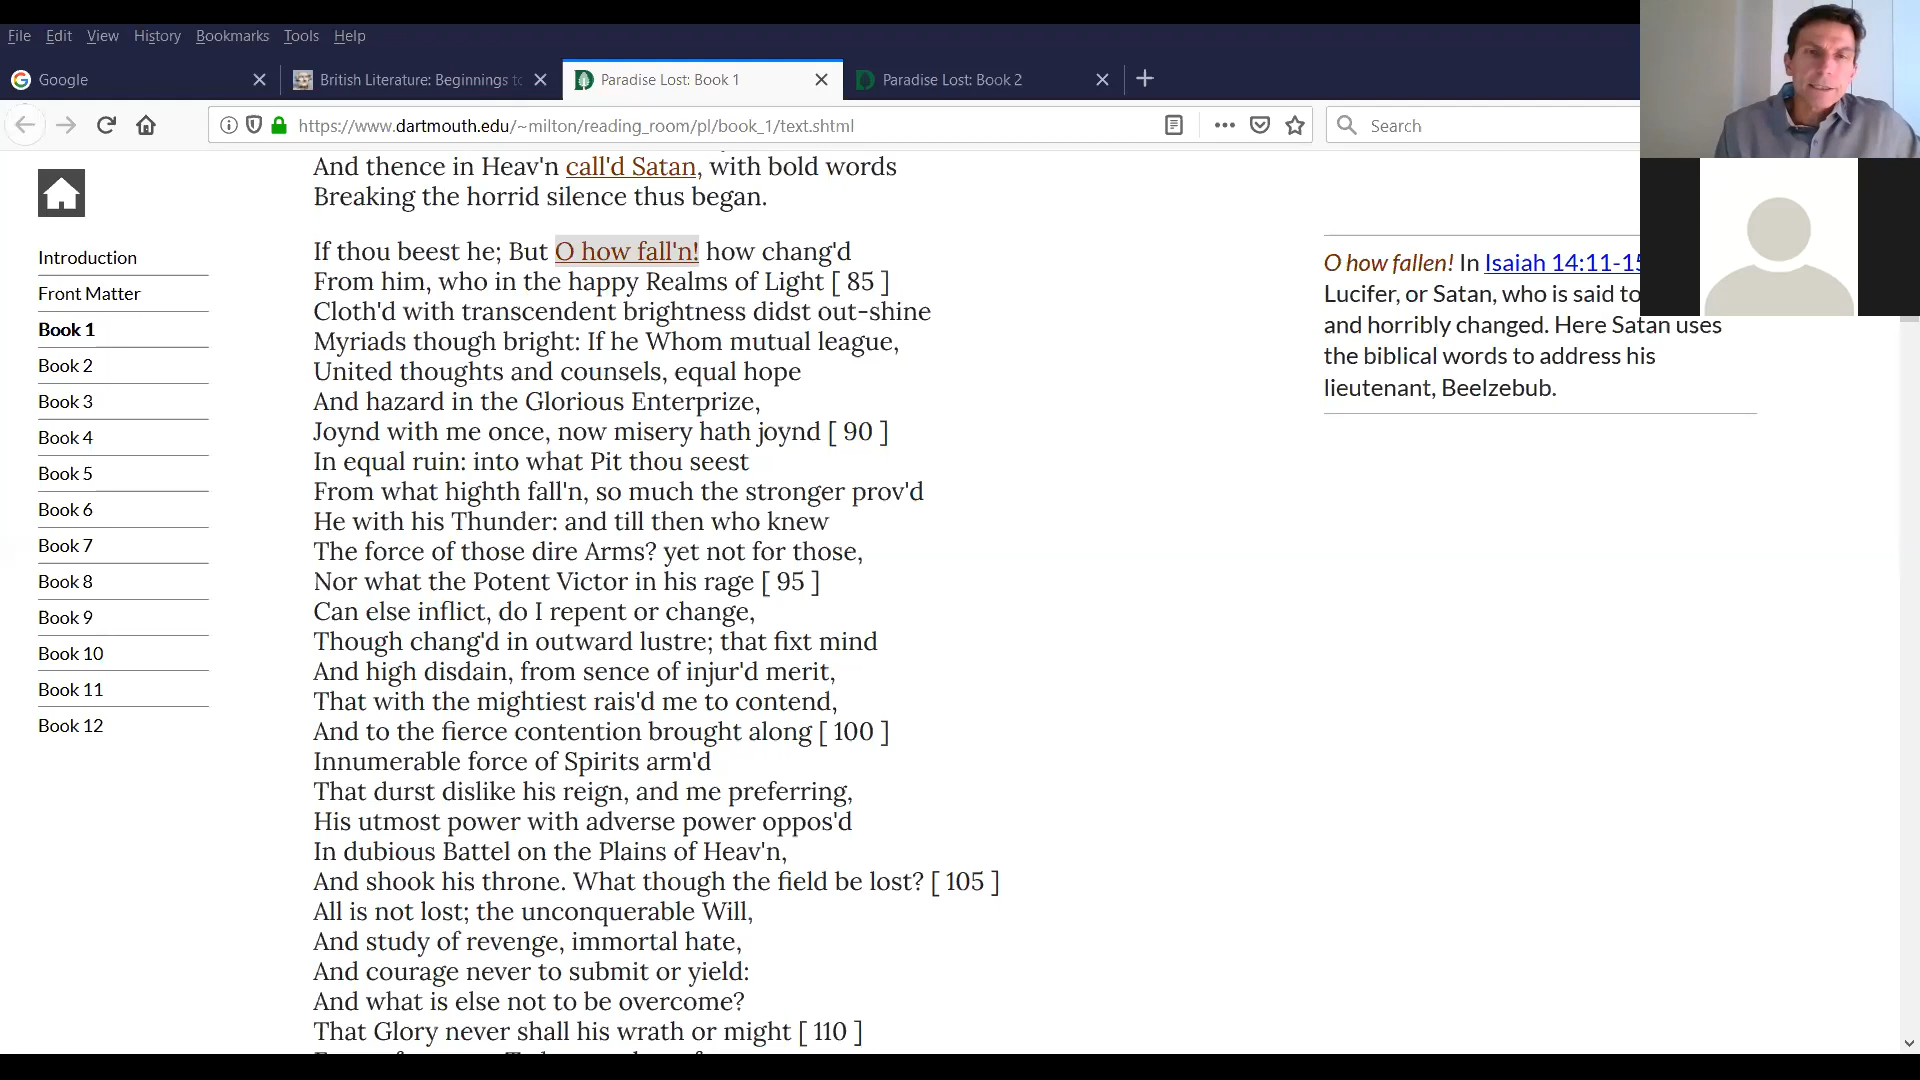 File Edit View History Bookmarks Tools Help
Google
British Literature: Beginnings to
Paradise Lost: Book 1
Paradise Lost: Book 2
https://www.dartmouth.edu/~milton/reading_room/pl/book_1/text.shtml
Search
Introduction
Front Matter
Book 1
Book 2
Book 3
Book 4
Book 5
Book 6
Book 7
Book 8
Book 9
Book 10
Book 11
Book 12
And thence in Heav'n call'd Satan, with bold words
Breaking the horrid silence thus began.
If thou beest he; But O how fall'n! how chang'd
From him, who in the happy Realms of Light [ 85 ]
Cloth'd with transcendent brightness didst out-shine
Myriads though bright: If he Whom mutual league,
United thoughts and counsels, equal hope
And hazard in the Glorious Enterprize,
Joynd with me once, now misery hath joynd [ 90 ]
In equal ruin: into what Pit thou seest
From what highth fall'n, so much the stronger prov'd
He with his Thunder: and till then who knew
The force of those dire Arms? yet not for those,
Nor what the Potent Victor in his rage [ 95 ]
Can else inflict, do I repent or change,
Though chang'd in outward lustre; that fixt mind
And high disdain, from sence of injur'd merit,
That with the mightiest rais'd me to contend,
And to the fierce contention brought along [ 100 ]
Innumerable force of Spirits arm'd
That durst dislike his reign, and me preferring,
His utmost power with adverse power oppos'd
In dubious Battel on the Plains of Heav'n,
And shook his throne. What though the field be lost? [ 105 ]
All is not lost; the unconquerable Will,
And study of revenge, immortal hate,
And courage never to submit or yield:
And what is else not to be overcome?
That Glory never shall his wrath or might [ 110 ]
O how fallen! In Isaiah 14:11-15
Lucifer, or Satan, who is said to
and horribly changed. Here Satan uses
the biblical words to address his
lieutenant, Beelzebub.